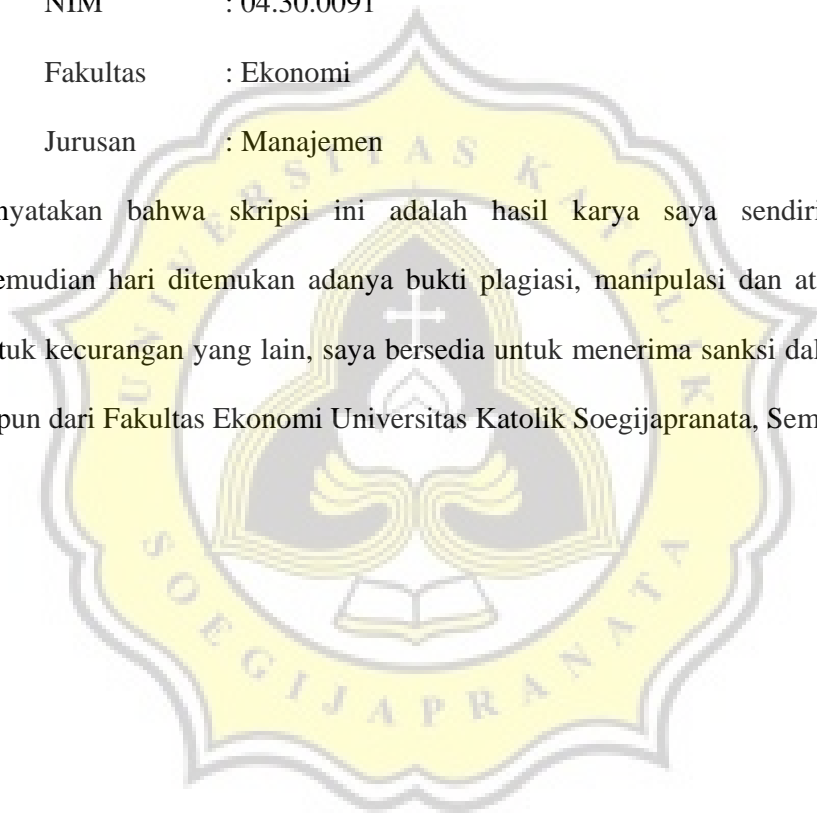 NIM : 04.30.0091
Fakultas : Ekonomi
Jurusan : Manajemen
nyatakan bahwa skripsi ini adalah hasil karya saya sendiri
emudian hari ditemukan adanya bukti plagiasi, manipulasi dan at
tuk kecurangan yang lain, saya bersedia untuk menerima sanksi dal
pun dari Fakultas Ekonomi Universitas Katolik Soegijapranata, Sem
UNIVERSITAS KATOLIK
SOEGIJAPRANATA